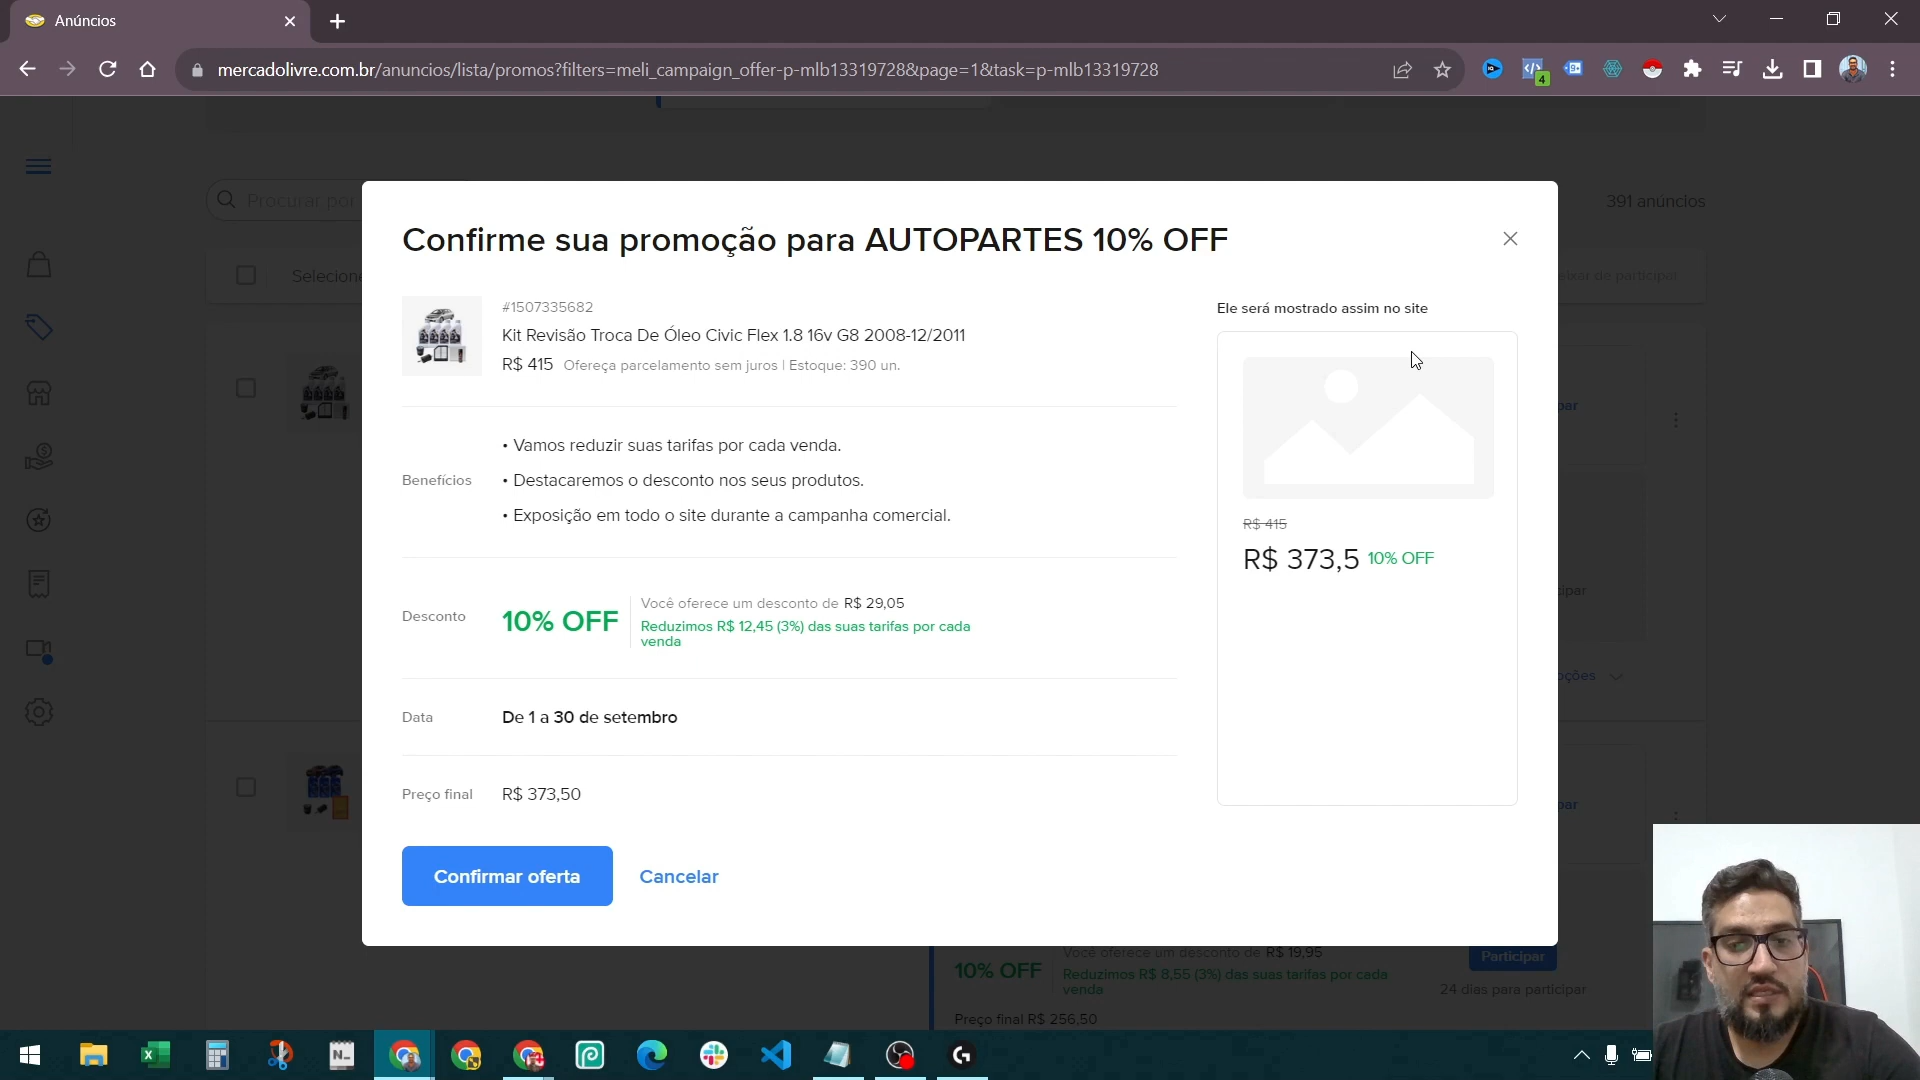 Anúncios
mercadolivre.com.br/anuncios/lista/promos?filters=meli_campaign_offer-p-mlb13319728&page=1&task=p-mlb13319728
4
Procurar por
391 anúncios
Selecione
deixar de participar
Confirme sua promoção para AUTOPARTES 10% OFF
#1507335682
Kit Revisão Troca De Óleo Civic Flex 1.8 16v G8 2008-12/2011
R$ 415 Ofereça parcelamento sem juros | Estoque: 390 un.
Benefícios
• Vamos reduzir suas tarifas por cada venda.
• Destacaremos o desconto nos seus produtos.
• Exposição em todo o site durante a campanha comercial.
Desconto
10% OFF
Você oferece um desconto de R$ 29,05
Reduzimos R$ 12,45 (3%) das suas tarifas por cada
venda
Data
De 1 a 30 de setembro
Preço final
R$ 373,50
Confirmar oferta
Cancelar
Ele será mostrado assim no site
R$ 415
R$ 373,5 10% OFF
10% OFF
Você oferece um desconto de R$ 19,95
Reduzimos R$ 8,55 (3%) das suas tarifas por cada
venda
Preço final R$ 256,50
Participar
24 dias para participar